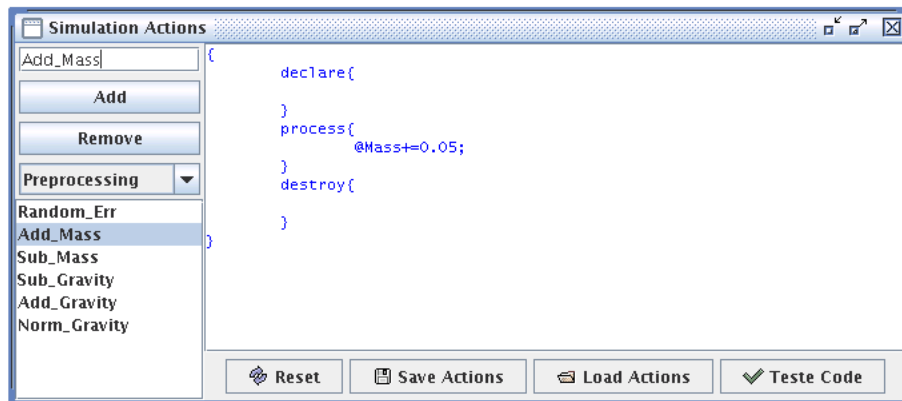 Simulation Actions
Add_Mass
Add
Remove
Preprocessing
Random_Err
Add_Mass
Sub_Mass
Sub_Gravity
Add_Gravity
Norm_Gravity
{
declare{
}
process{
@Mass+=0.05;
}
destroy{
}
}
Reset
Save Actions
Load Actions
Teste Code